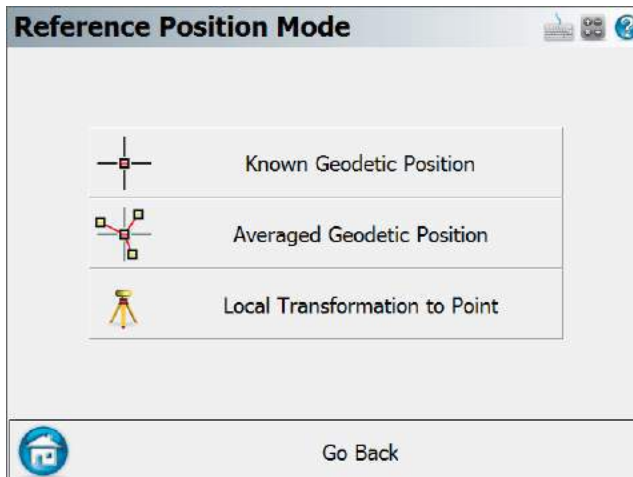 Reference Position Mode
Known Geodetic Position
Averaged Geodetic Position
Local Transformation to Point
Go Back